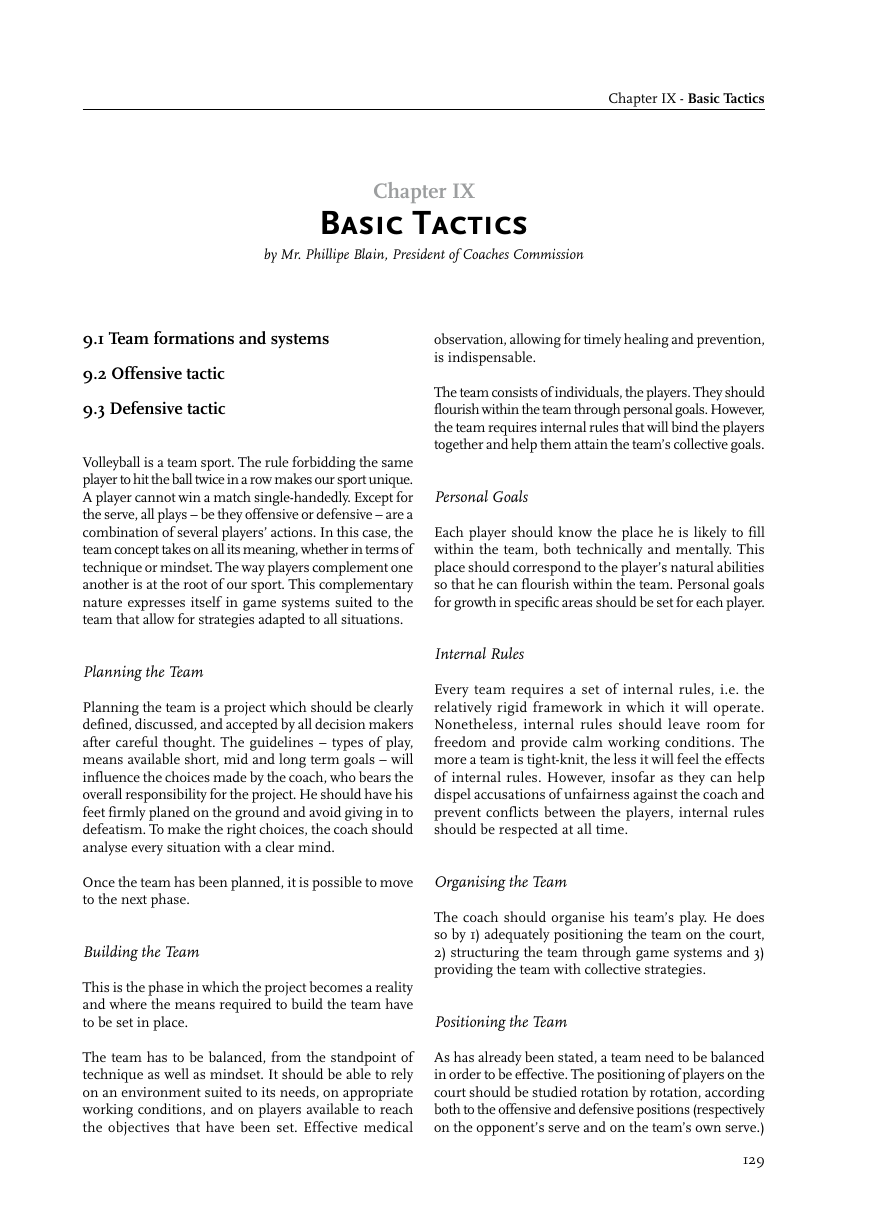 Chapter IX - Basic Tactics
Chapter IX
Basic Tactics
by Mr. Phillipe Blain, President of Coaches Commission
9.1 Team formations and systems
9.2 Offensive tactic
9.3 Defensive tactic
Volleyball is a team sport. The rule forbidding the same
player to hit the ball twice in a row makes our sport unique.
A player cannot win a match single-handedly. Except for
the serve, all plays – be they offensive or defensive – are a
combination of several players’ actions. In this case, the
team concept takes on all its meaning, whether in terms of
technique or mindset. The way players complement one
another is at the root of our sport. This complementary
nature expresses itself in game systems suited to the
team that allow for strategies adapted to all situations.
Planning the Team
Planning the team is a project which should be clearly
defined, discussed, and accepted by all decision makers
after careful thought. The guidelines – types of play,
means available short, mid and long term goals – will
influence the choices made by the coach, who bears the
overall responsibility for the project. He should have his
feet firmly planed on the ground and avoid giving in to
defeatism. To make the right choices, the coach should
analyse every situation with a clear mind.
Once the team has been planned, it is possible to move
to the next phase.
Building the Team
This is the phase in which the project becomes a reality
and where the means required to build the team have
to be set in place.
The team has to be balanced, from the standpoint of
technique as well as mindset. It should be able to rely
on an environment suited to its needs, on appropriate
working conditions, and on players available to reach
the objectives that have been set. Effective medical
observation, allowing for timely healing and prevention,
is indispensable.
The team consists of individuals, the players. They should
flourish within the team through personal goals. However,
the team requires internal rules that will bind the players
together and help them attain the team’s collective goals.
Personal Goals
Each player should know the place he is likely to fill
within the team, both technically and mentally. This
place should correspond to the player’s natural abilities
so that he can flourish within the team. Personal goals
for growth in specific areas should be set for each player.
Internal Rules
Every team requires a set of internal rules, i.e. the
relatively rigid framework in which it will operate.
Nonetheless, internal rules should leave room for
freedom and provide calm working conditions. The
more a team is tight-knit, the less it will feel the effects
of internal rules. However, insofar as they can help
dispel accusations of unfairness against the coach and
prevent conflicts between the players, internal rules
should be respected at all time.
Organising the Team
The coach should organise his team’s play. He does
so by 1) adequately positioning the team on the court,
2) structuring the team through game systems and 3)
providing the team with collective strategies.
Positioning the Team
As has already been stated, a team need to be balanced
in order to be effective. The positioning of players on the
court should be studied rotation by rotation, according
both to the offensive and defensive positions (respectively
on the opponent’s serve and on the team’s own serve.)
129